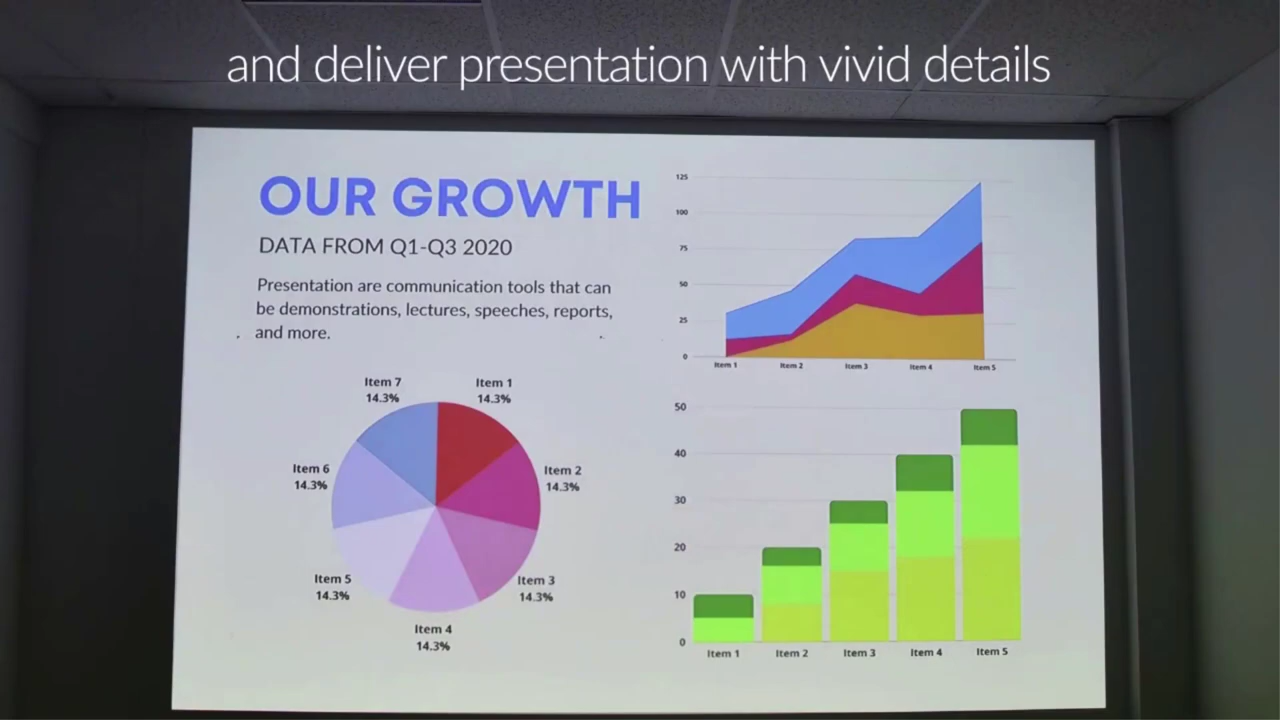 and deliver presentation with vivid details
OUR GROWTH
DATA FROM Q1-Q3 2020
Presentation are communication tools that can
be demonstrations, lectures, speeches, reports,
and more.
125
100
75
50
25
0
Item 1 Item 2 Item 3 Item 4 Item 5
Item 7
14.3%
Item 1
14.3%
Item 6
14.3%
Item 2
14.3%
Item 5
14.3%
Item 3
14.3%
Item 4
14.3%
50
40
30
20
10
0
Item 1 Item 2 Item 3 Item 4 Item 5